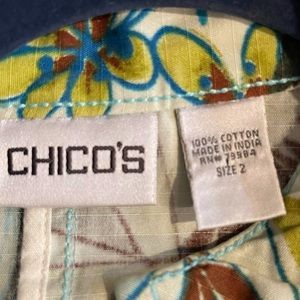 CHICO'S
100% COTTON
MADE IN INDIA
RN# 79984
SIZE 2